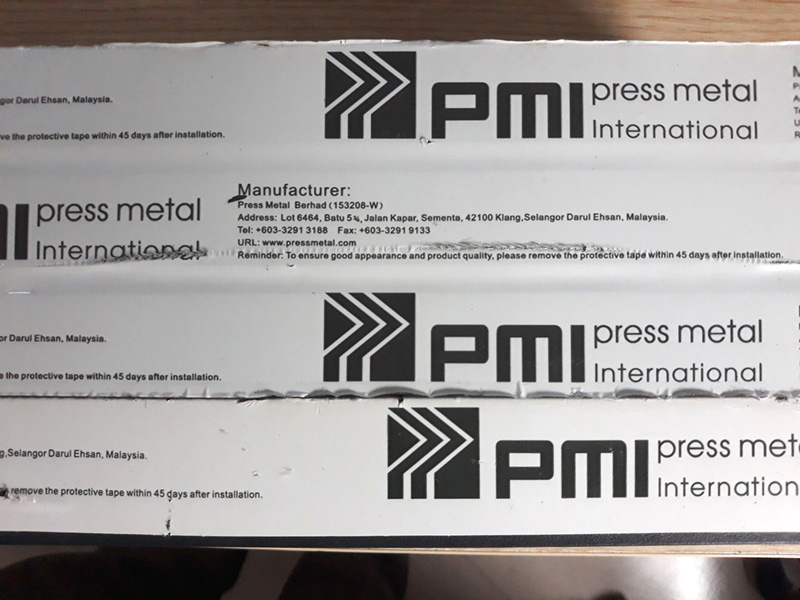 gor Darul Ehsan, Malaysia.
ve the protective tape within 45 days after installation.
PMI press metal
International
I press metal
International
Manufacturer:
Press Metal Berhad (153208-W)
Address: Lot 6464, Batu 5¾, Jalan Kapar, Sementa, 42100 Klang,Selangor Darul Ehsan, Malaysia.
Tel: +603-3291 3188 Fax: +603-3291 9133
URL: www.pressmetal.com
Reminder: To ensure good appearance and product quality, please remove the protective tape within 45 days after installation.
or Darul Ehsan, Malaysia.
e the protective tape within 45 days after installation.
PMI press metal
International
g,Selangor Darul Ehsan, Malaysia.
remove the protective tape within 45 days after installation.
PMI press meta
Internation